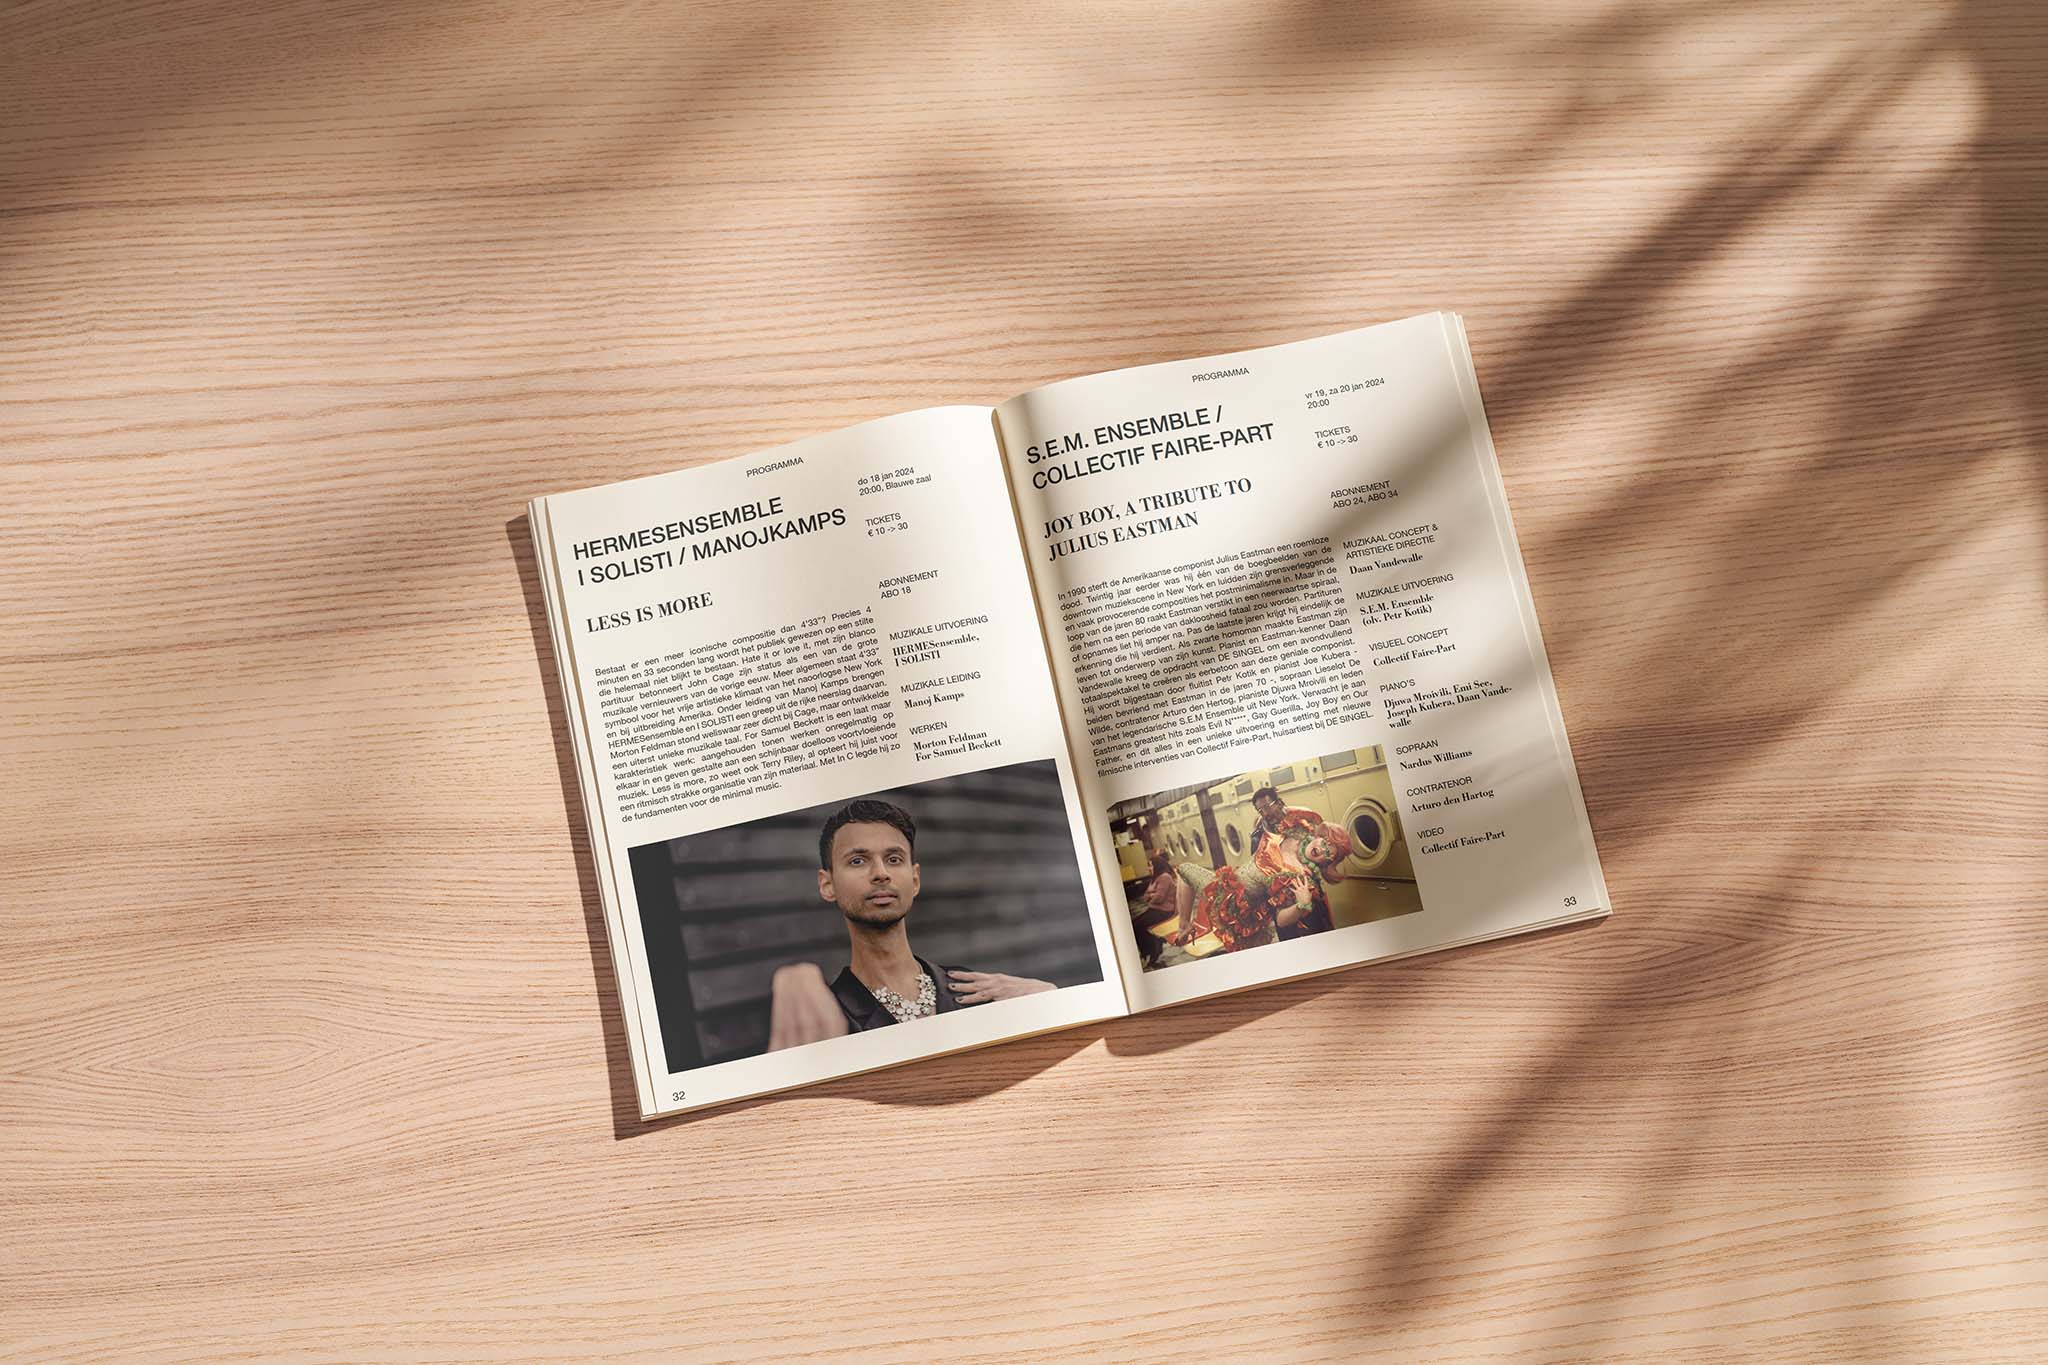 PROGRAMMA
HERMESENSEMBLE
I SOLISTI / MANOJKAMPS
LESS IS MORE
Bestaat er een meer iconische compositie dan 4'33"? Precies 4
minuten en 33 seconden lang wordt het publiek gewezen op een stilte
die helemaal niet blijkt te bestaan. Hate it or love it, met zijn blanco
partituur betonneert John Cage zijn status als een van de grote
muzikale vernieuwers van de vorige eeuw. Meer algemeen staat 4'33"
symbool voor het vrije artistieke klimaat van het naoorlogse New York
en bij uitbreiding Amerika. Onder leiding van Manoj Kamps brengen
HERMESensemble en I SOLISTI een greep uit de rijke neerslag daarvan.
Morton Feldman stond weliswaar zeer dicht bij Cage, maar ontwikkelde
een uiterst unieke muzikale taal. For Samuel Beckett is een laat maar
karakteristiek werk: aangehouden tonen werken onregelmatig op
elkaar in en geven gestalte aan een schijnbaar doelloos voortvloeiende
muziek. Less is more, zo weet ook Terry Riley, al opteert hij juist voor
een ritmisch strakke organisatie van zijn materiaal. Met In C legde hij zo
de fundamenten voor de minimal music.
do 18 jan 2024
20:00, Blauwe zaal
TICKETS
€ 10 -> 30
ABONNEMENT
ABO 18
MUZIKALE UITVOERING
HERMESensemble,
I SOLISTI
MUZIKALE LEIDING
Manoj Kamps
WERKEN
Morton Feldman
For Samuel Beckett
32
PROGRAMMA
S.E.M. ENSEMBLE /
COLLECTIF FAIRE-PART
JOY BOY, A TRIBUTE TO
JULIUS EASTMAN
In 1990 sterft de Amerikaanse componist Julius Eastman een roemloze
dood. Twintig jaar eerder was hij één van de boegbeelden van de
downtown muziekscene in New York en luidden zijn grensverleggende
en vaak provocerende composities het postminimalisme in. Maar in de
loop van de jaren 80 raakt Eastman verstikt in een neerwaartse spiraal,
die hem na een periode van dakloosheid fataal zou worden. Partituren
of opnames liet hij amper na. Pas de laatste jaren krijgt hij eindelijk de
erkenning die hij verdient. Als zwarte homoman maakte Eastman zijn
leven tot onderwerp van zijn kunst. Pianist en Eastman-kenner Daan
Vandewalle kreeg de opdracht van DE SINGEL om een avondvullend
totaalspektakel te creëren als eerbetoon aan deze geniale componist.
Hij wordt bijgestaan door fluitist Petr Kotik en pianist Joe Kubera -
beiden bevriend met Eastman in de jaren 70 -, sopraan Lieselot De
Wilde, contratenor Arturo den Hertog, pianiste Djuwa Mroivili en leden
van het legendarische S.E.M Ensemble uit New York. Verwacht je aan
Eastmans greatest hits zoals Evil N*****, Gay Guerilla, Joy Boy en Our
Father, en dit alles in een unieke uitvoering en setting met nieuwe
filmische interventies van Collectif Faire-Part, huisartiest bij DE SINGEL.
vr 19, za 20 jan 2024
20:00
TICKETS
€ 10 -> 30
ABONNEMENT
ABO 24, ABO 34
MUZIKAAL CONCEPT &
ARTISTIEKE DIRECTIE
Daan Vandewalle
MUZIKALE UITVOERING
S.E.M. Ensemble
(olv. Petr Kotik)
VISUEEL CONCEPT
Collectif Faire-Part
PIANO'S
Djuwa Mroivili, Emi See,
Joseph Kubera, Daan Vande-
walle
SOPRAAN
Nardus Williams
CONTRATENOR
Arturo den Hartog
VIDEO
Collectif Faire-Part
33